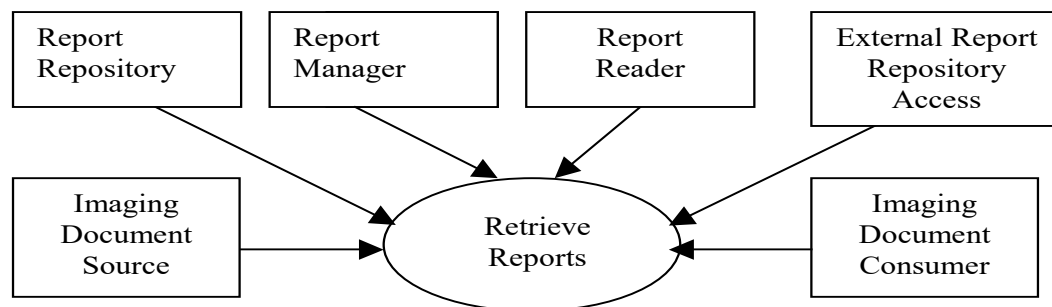 Report
Repository
Report
Manager
Report
Reader
External Report
Repository
Access
Imaging
Document
Source
Retrieve
Reports
Imaging
Document
Consumer